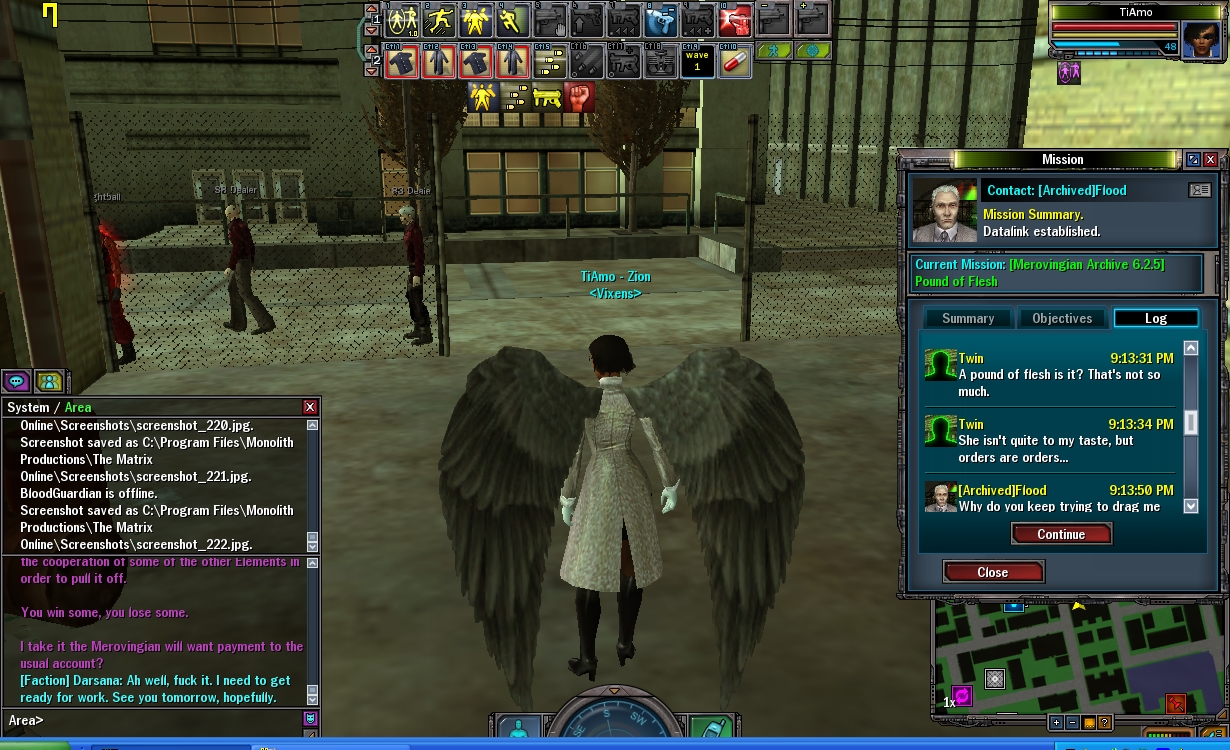 TiAmo
48
wave
1
ghtball
TiAmo - Zion
<Vixens>
Mission
Contact: [Archived]Flood
Mission Summary.
Datalink established.
Current Mission: [Merovingian Archive 6.2.5]
Pound of Flesh
Summary
Objectives
Log
Twin 9:13:31 PM
A pound of flesh is it? That's not so
much.
Twin 9:13:34 PM
She isn't quite to my taste, but
orders are orders...
[Archived]Flood 9:13:50 PM
Why do you keep trying to drag me
Continue
Close
System / Area
Online\Screenshots\screenshot_220.jpg.
Screenshot saved as C:\Program Files\Monolith
Productions\The Matrix
Online\Screenshots\screenshot_221.jpg.
BloodGuardian is offline.
Screenshot saved as C:\Program Files\Monolith
Productions\The Matrix
Online\Screenshots\screenshot_222.jpg.
the cooperation of some of the other Elements in
order to pull it off.
You win some, you lose some.
I take it the Merovingian will want payment to the
usual account?
[Faction] Darsana: Ah well, fuck it. I need to get
ready for work. See you tomorrow, hopefully.
Area>
S
SW
1x